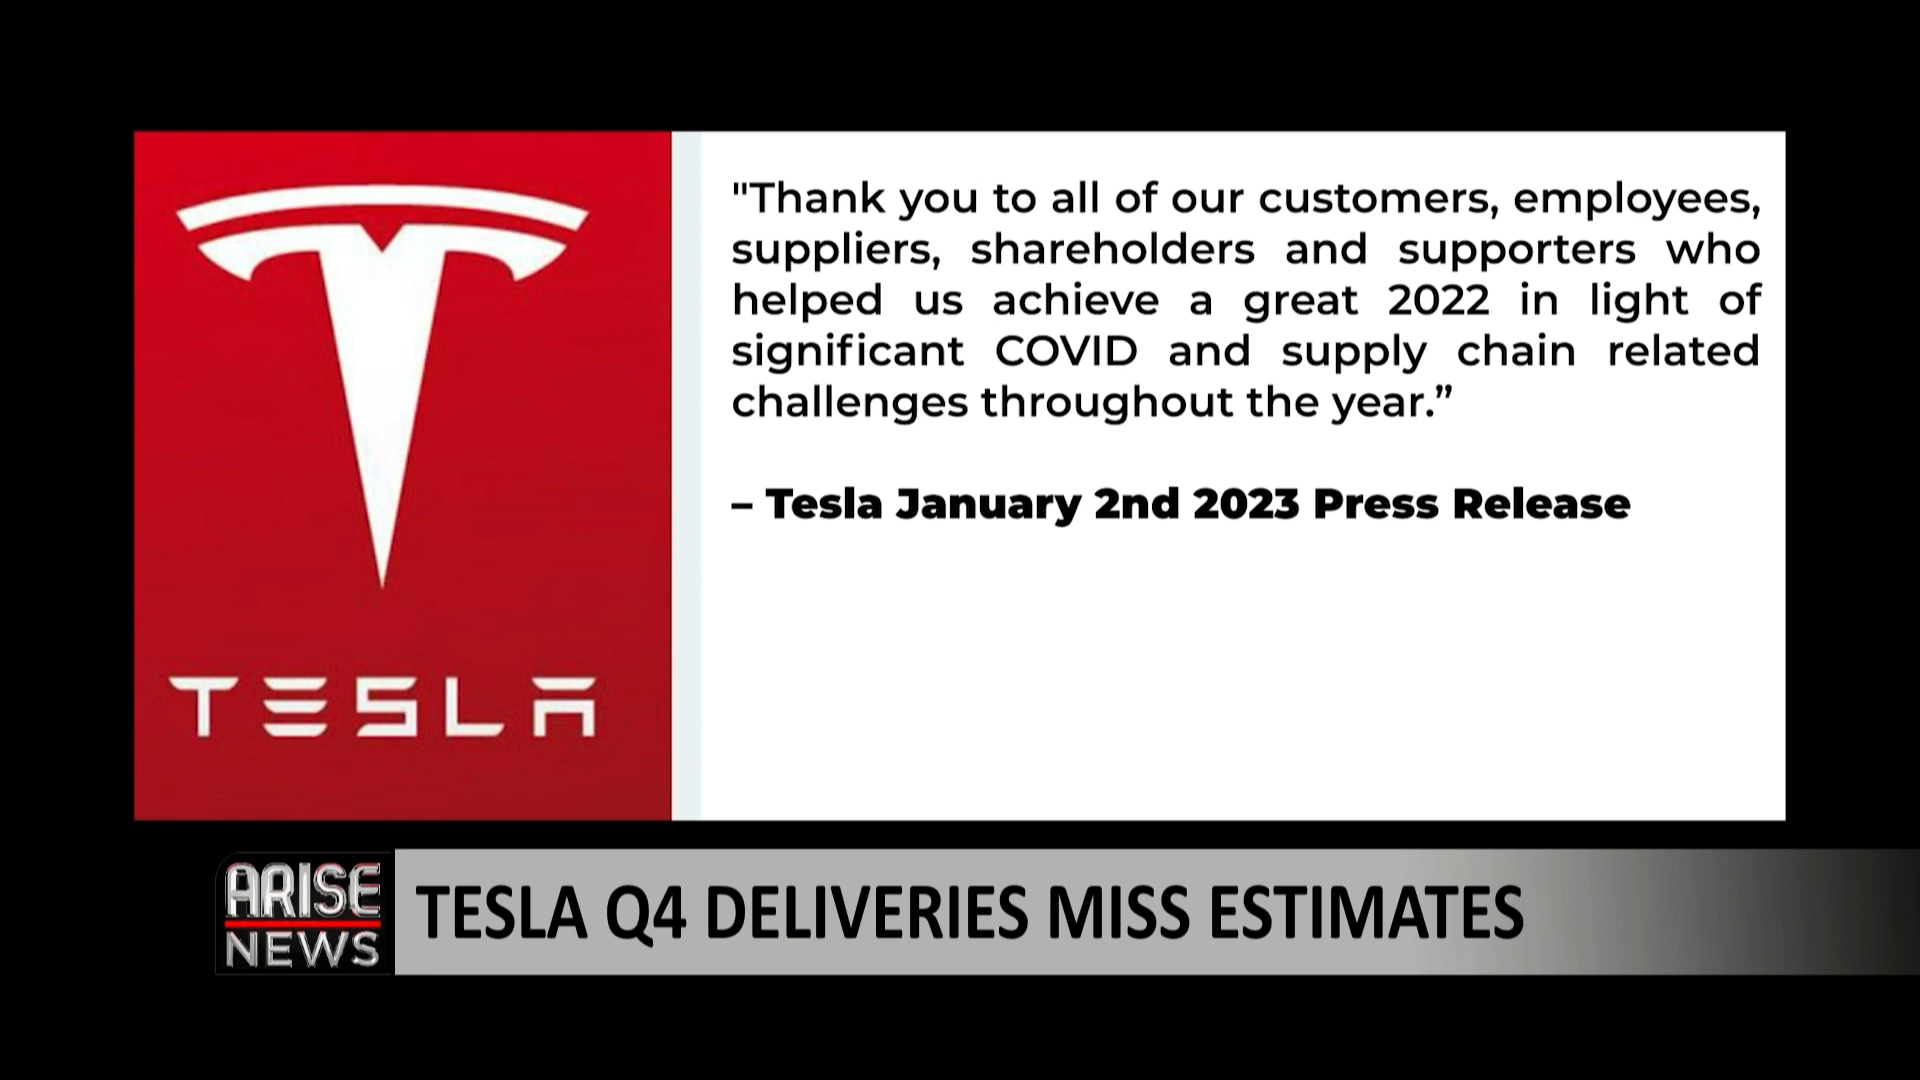 "Thank you to all of our customers, employees,
suppliers, shareholders and supporters who
helped us achieve a great 2022 in light of
significant COVID and supply chain related
challenges throughout the year.”
– Tesla January 2nd 2023 Press Release
TESLA
ARISE
NEWS
TESLA Q4 DELIVERIES MISS ESTIMATES